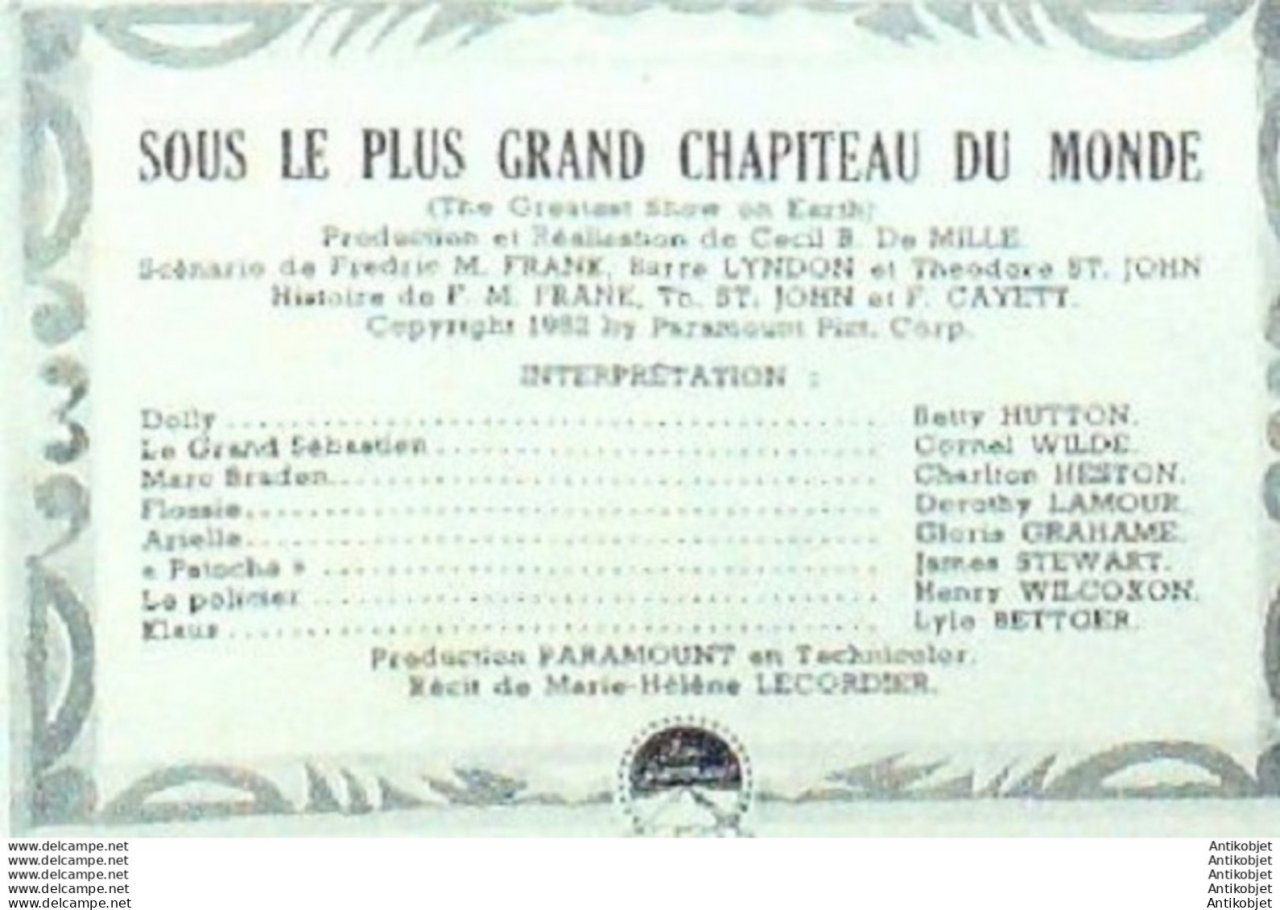 SOUS LE PLUS GRAND CHAPITEAU DU MONDE
(The Greatest Show on Earth)
Production et Réalisation de Cecil B. De MILLE.
Scénario de Fredric M. FRANK, Barre LYNDON et Theodore ST. JOHN
Histoire de F. M. FRANK, Th. ST. JOHN et F. CAVETT.
Copyright 1952 by Paramount Pict. Corp.
INTERPRÉTATION :
Dolly ........ Betty HUTTON.
Le Grand Sébastien ........ Cornel WILDE.
Marc Braden ........ Charlton HESTON.
Flossie ........ Dorothy LAMOUR.
Arielle ........ Gloria GRAHAME.
« Patoche » ........ James STEWART.
Le policier ........ Henry WILCOXON.
Klaus ........ Lyle BETTGER.
Production PARAMOUNT en Technicolor.
Récit de Marie-Hélène LECORDIER.
www.delcampe.net
www.delcampe.net
www.delcampe.net
www.delcampe.net
www.delcampe.net
Antikobjet
Antikobjet
Antikobjet
Antikobjet
Antikobjet